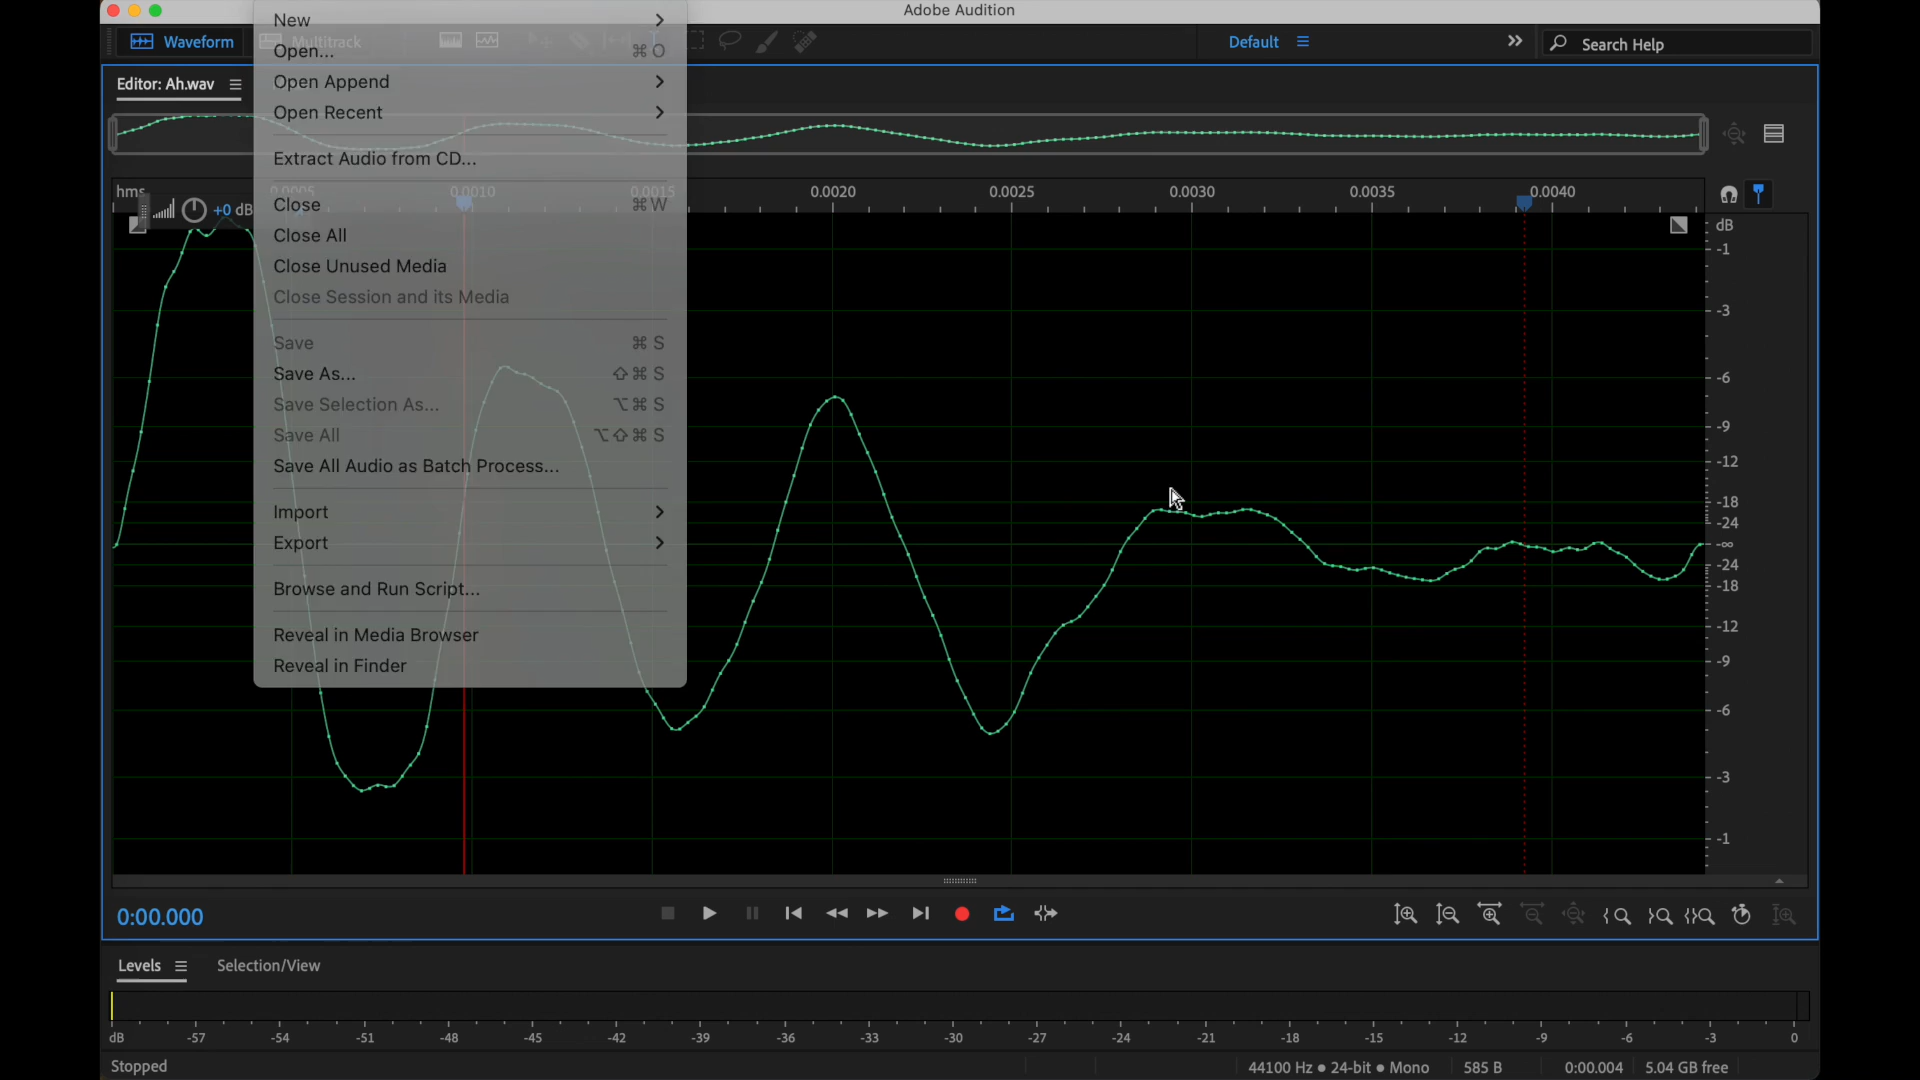 Adobe Audition
Waveform
Multitrack
Default
Search Help
Editor: Ah.wav
New
Open... ⌘ O
Open Append
Open Recent
Extract Audio from CD...
Close ⌘ W
Close All
Close Unused Media
Close Session and its Media
Save ⌘ S
Save As... ⇧⌘ S
Save Selection As... ⌥⌘ S
Save All ⌥⇧⌘ S
Save All Audio as Batch Process...
Import
Export
Browse and Run Script...
Reveal in Media Browser
Reveal in Finder
hms 0.0005 0.0010 0.0015 0.0020 0.0025 0.0030 0.0035 0.0040
+0 dB
dB
-1
-3
-6
-9
-12
-18
-24
-∞
-24
-18
-12
-9
-6
-3
-1
0:00.000
Levels
Selection/View
dB -57 -54 -51 -48 -45 -42 -39 -36 -33 -30 -27 -24 -21 -18 -15 -12 -9 -6 -3 0
Stopped
44100 Hz ● 24-bit ● Mono 585 B 0:00.004 5.04 GB free